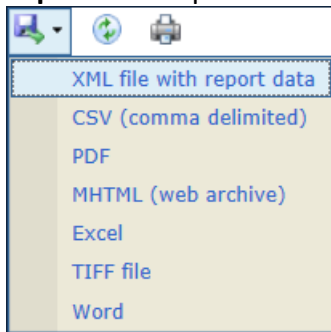 XML file with report data
CSV (comma delimited)
PDF
MHTML (web archive)
Excel
TIFF file
Word